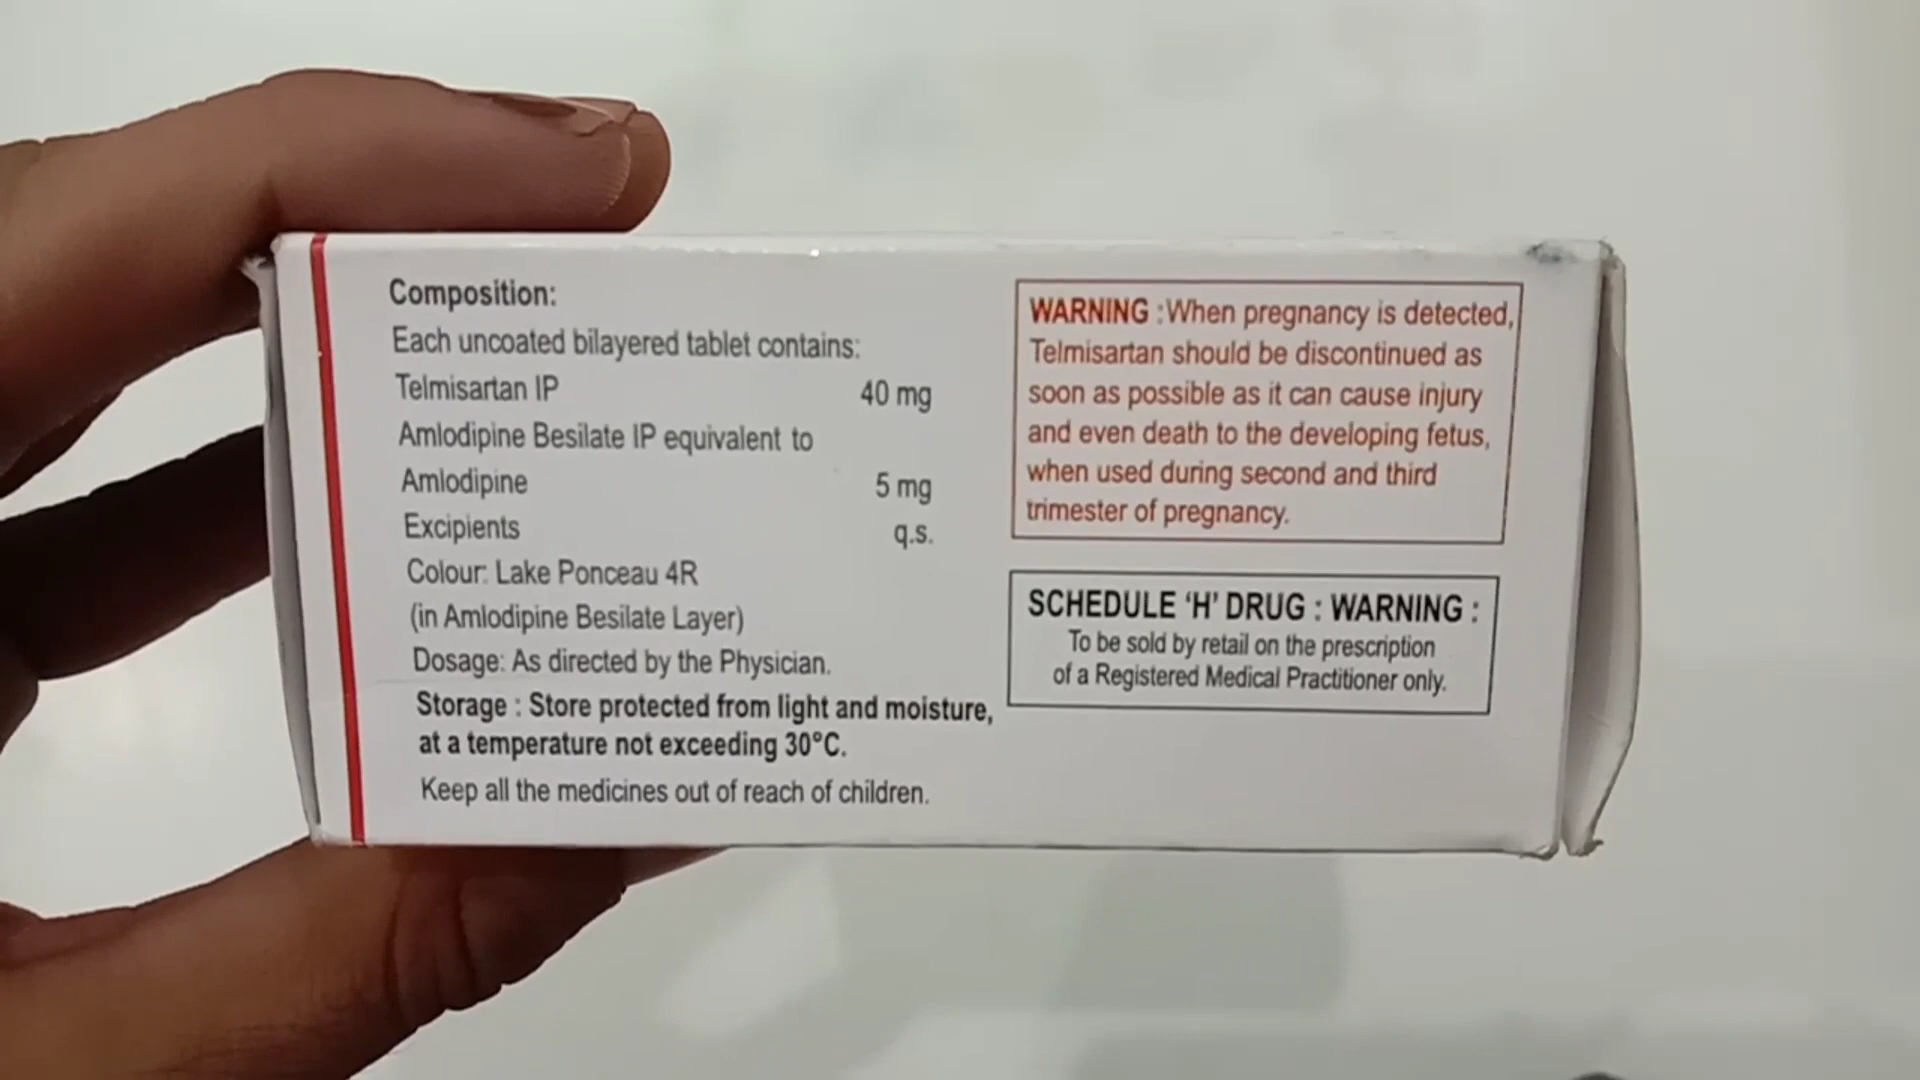 Composition:
Each uncoated bilayered tablet contains:
Telmisartan IP 40 mg
Amlodipine Besilate IP equivalent to
Amlodipine 5 mg
Excipients q.s.
Colour: Lake Ponceau 4R
(in Amlodipine Besilate Layer)
Dosage: As directed by the Physician.
Storage : Store protected from light and moisture,
at a temperature not exceeding 30°C.
Keep all the medicines out of reach of children.
WARNING :When pregnancy is detected,
Telmisartan should be discontinued as
soon as possible as it can cause injury
and even death to the developing fetus,
when used during second and third
trimester of pregnancy.
SCHEDULE ‘H’ DRUG : WARNING :
To be sold by retail on the prescription
of a Registered Medical Practitioner only.